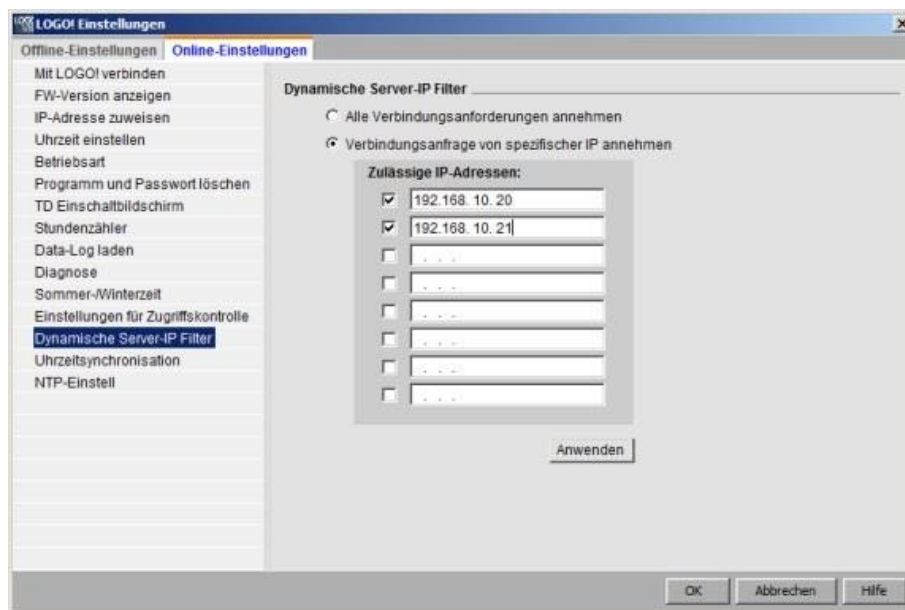 LOGO! Einstellungen
Offline-Einstellungen Online-Einstellungen
Mit LOGO! verbinden
FW-Version anzeigen
IP-Adresse zuweisen
Uhrzeit einstellen
Betriebsart
Programm und Passwort löschen
TD Einschaltbildschirm
Stundenzähler
Data-Log laden
Diagnose
Sommer-/Winterzeit
Einstellungen für Zugriffskontrolle
Dynamische Server-IP Filter
Uhrzeitsynchronisation
NTP-Einstell
Dynamische Server-IP Filter
Alle Verbindungsanforderungen annehmen
Verbindungsanfrage von spezifischer IP annehmen
Zulässige IP-Adressen:
192.168. 10. 20
192.168. 10. 21
. . .
. . .
. . .
. . .
. . .
. . .
Anwenden
OK Abbrechen Hilfe